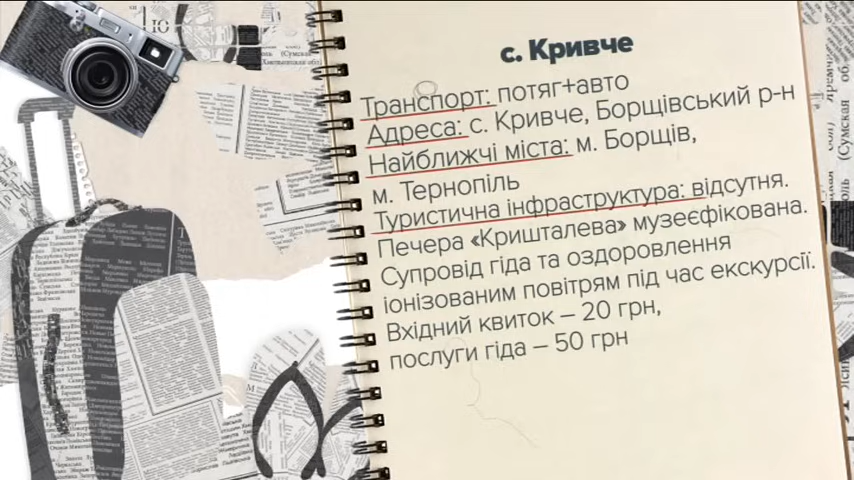 с. Кривче
Транспорт: потяг+авто
Адреса: с. Кривче, Борщівський р-н
Найближчі міста: м. Борщів,
м. Тернопіль
Туристична інфраструктура: відсутня.
Печера «Кришталева» музеєфікована.
Супровід гіда та оздоровлення
іонізованим повітрям під час екскурсії.
Вхідний квиток – 20 грн,
послуги гіда – 50 грн